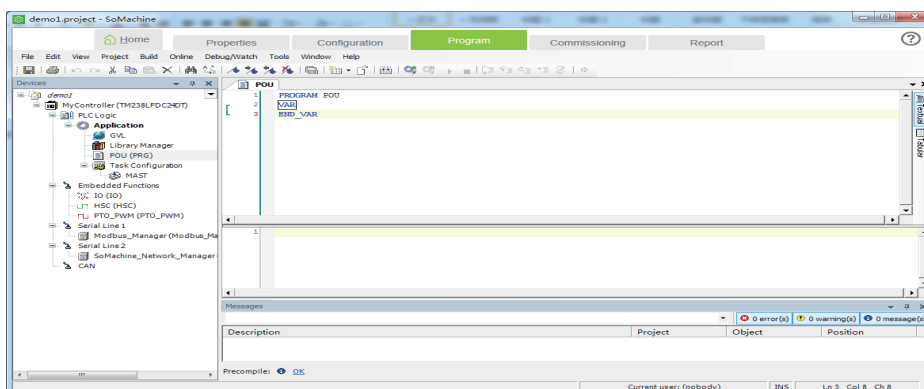 demo1.project - SoMachine
Home Properties Configuration Program Commissioning Report
File Edit View Project Build Online Debug/Watch Tools Window Help
Devices
demo1
MyController (TM238LFDC24DT)
PLC Logic
Application
GVL
Library Manager
POU (PRG)
Task Configuration
MAST
Embedded Functions
IO (IO)
HSC (HSC)
PTO_PWM (PTO_PWM)
Serial Line 1
Modbus_Manager (Modbus_Ma
Serial Line 2
SoMachine_Network_Manager
CAN
POU
1 PROGRAM POU
2 VAR
3 END_VAR
Textual
Tabular
1
Messages
0 error(s) 0 warning(s) 0 message(s
Description Project Object Position
Precompile: OK
Current user: (nobody) INS Ln 3 Col 8 Ch 8